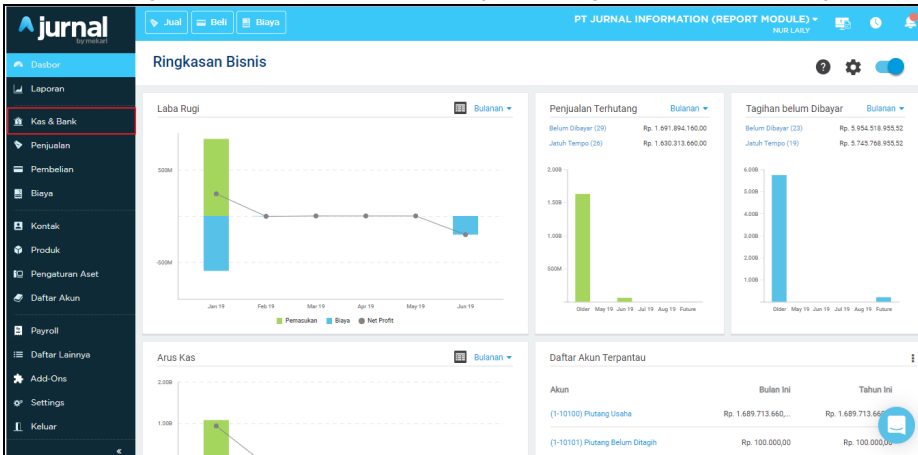 jurnal
by mekari
Jual
Beli
Biaya
PT JURNAL INFORMATION (REPORT MODULE)
NUR LAILY
Dasbor
Laporan
Kas & Bank
Penjualan
Pembelian
Biaya
Kontak
Produk
Pengaturan Aset
Daftar Akun
Payroll
Daftar Lainnya
Add-Ons
Settings
Keluar
«
Ringkasan Bisnis
?
Laba Rugi
Bulanan
500M
-500M
Jan 19 Feb 19 Mar 19 Apr 19 May 19 Jun 19
Pemasukan Biaya Net Profit
Penjualan Terhutang Bulanan
Belum Dibayar (29) Rp. 1.691.894.160,00
Jatuh Tempo (26) Rp. 1.630.313.660,00
2.00B
1.50B
1.00B
500M
Older May 19 Jun 19 Jul 19 Aug 19 Future
Tagihan belum Dibayar Bulanan
Belum Dibayar (23) Rp. 5.954.518.955,52
Jatuh Tempo (19) Rp. 5.745.768.955,52
6.00B
5.00B
4.00B
3.00B
2.00B
1.00B
Older May 19 Jun 19 Jul 19 Aug 19 Future
Arus Kas
Bulanan
2.00B
1.00B
Daftar Akun Terpantau
Akun Bulan Ini Tahun Ini
(1-10100) Piutang Usaha Rp. 1.689.713.660,... Rp. 1.689.713.66
(1-10101) Piutang Belum Ditagih Rp. 100.000,00 Rp. 100.000,00